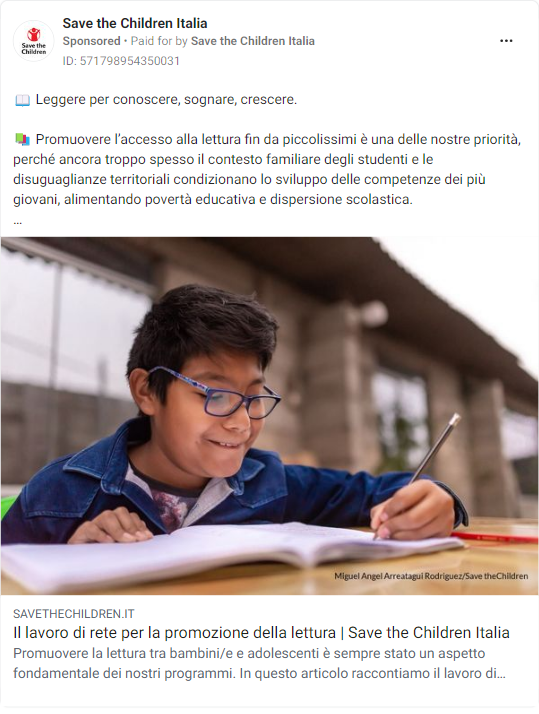 Save the Children
Save the Children Italia
Sponsored • Paid for by Save the Children Italia
ID: 571798954350031
📖 Leggere per conoscere, sognare, crescere.
📚 Promuovere l'accesso alla lettura fin da piccolissimi è una delle nostre priorità,
perché ancora troppo spesso il contesto familiare degli studenti e le
disuguaglianze territoriali condizionano lo sviluppo delle competenze dei più
giovani, alimentando povertà educativa e dispersione scolastica.
...
Miguel Angel Arreatagui Rodriguez/Save theChildren
SAVETHECHILDREN.IT
Il lavoro di rete per la promozione della lettura | Save the Children Italia
Promuovere la lettura tra bambini/e e adolescenti è sempre stato un aspetto
fondamentale dei nostri programmi. In questo articolo raccontiamo il lavoro di...